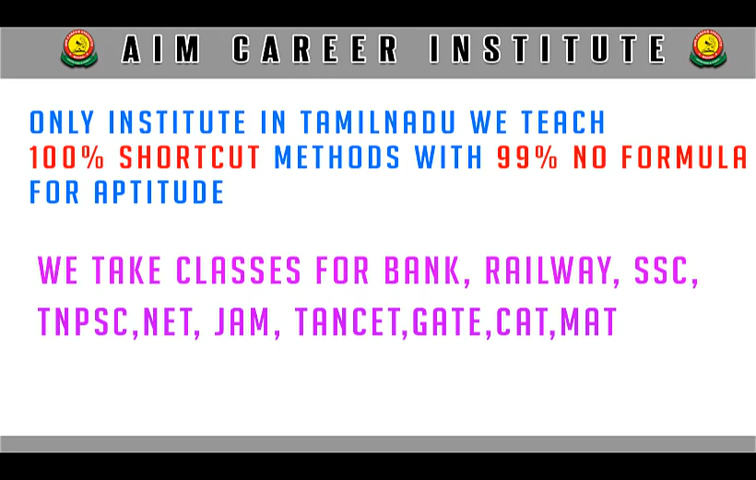 AIM CAREER INSTITUTE
ONLY INSTITUTE IN TAMILNADU WE TEACH
100% SHORTCUT METHODS WITH 99% NO FORMULA
FOR APTITUDE
WE TAKE CLASSES FOR BANK, RAILWAY, SSC,
TNPSC,NET, JAM, TANCET,GATE,CAT,MAT